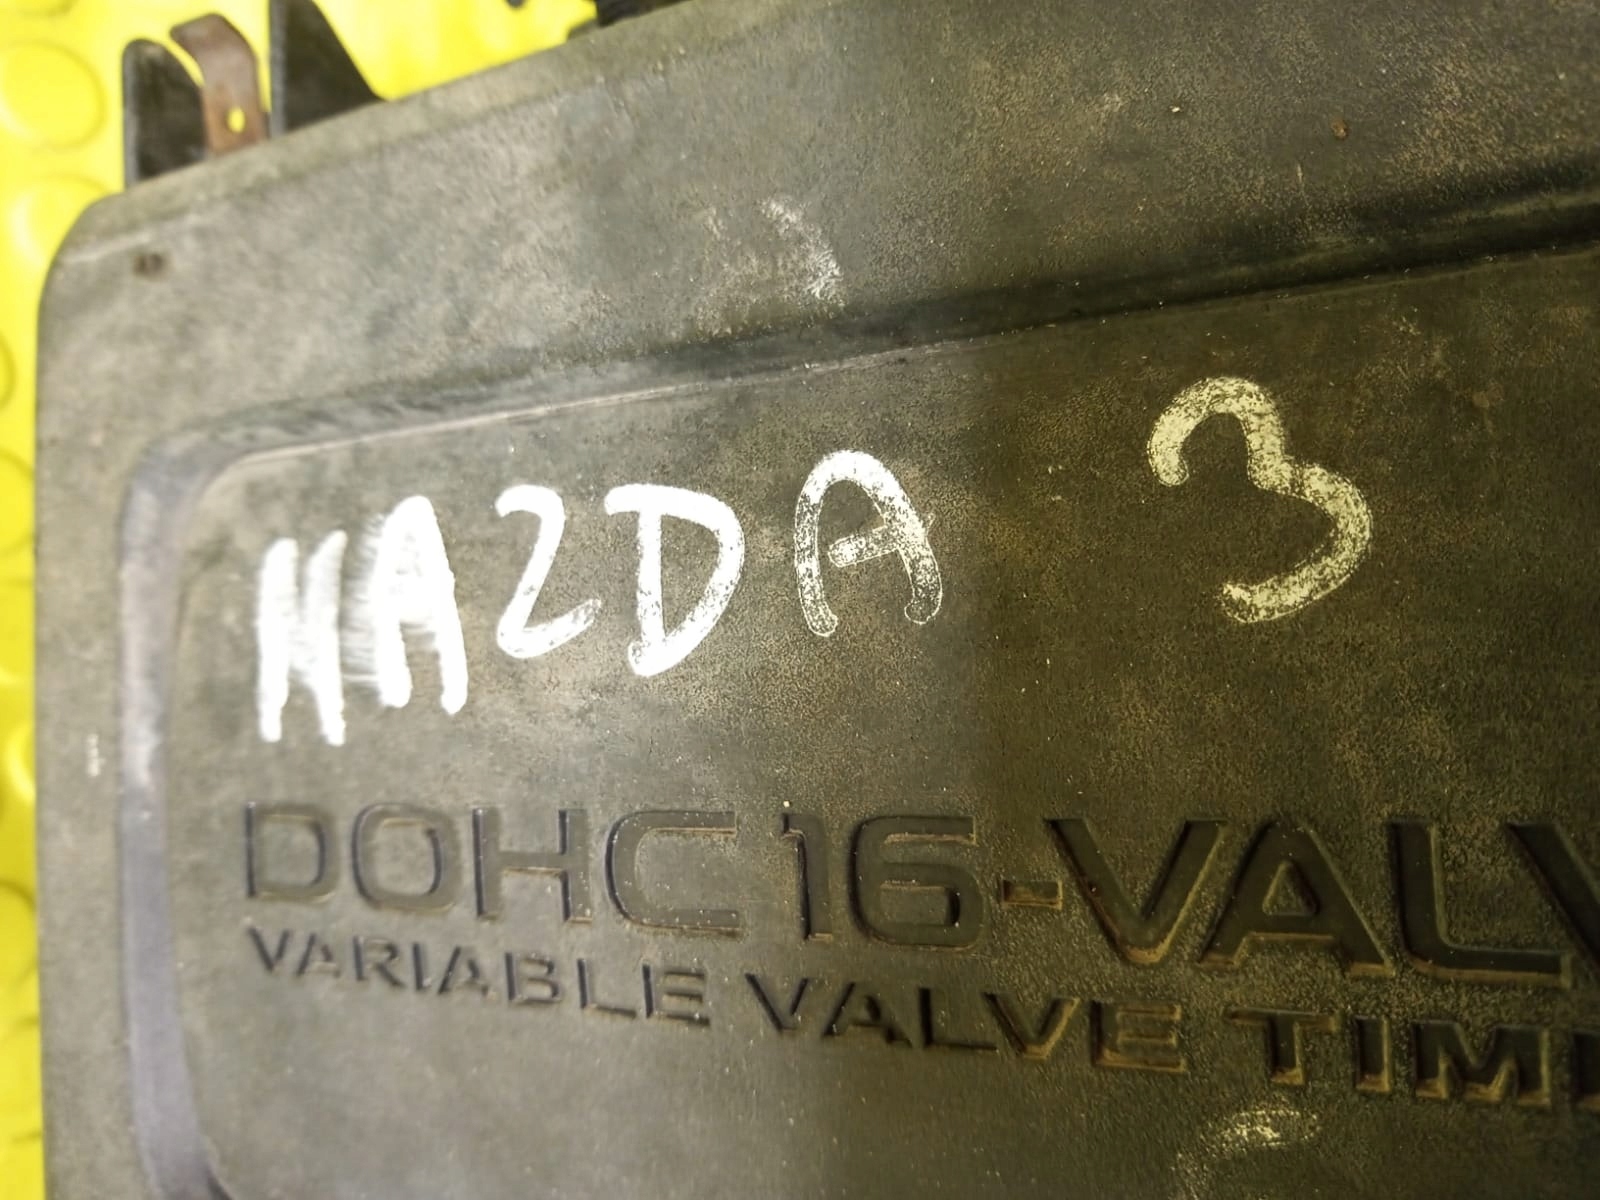 MAZDA 3
DOHC 16-VALV
VARIABLE VALVE TIMI